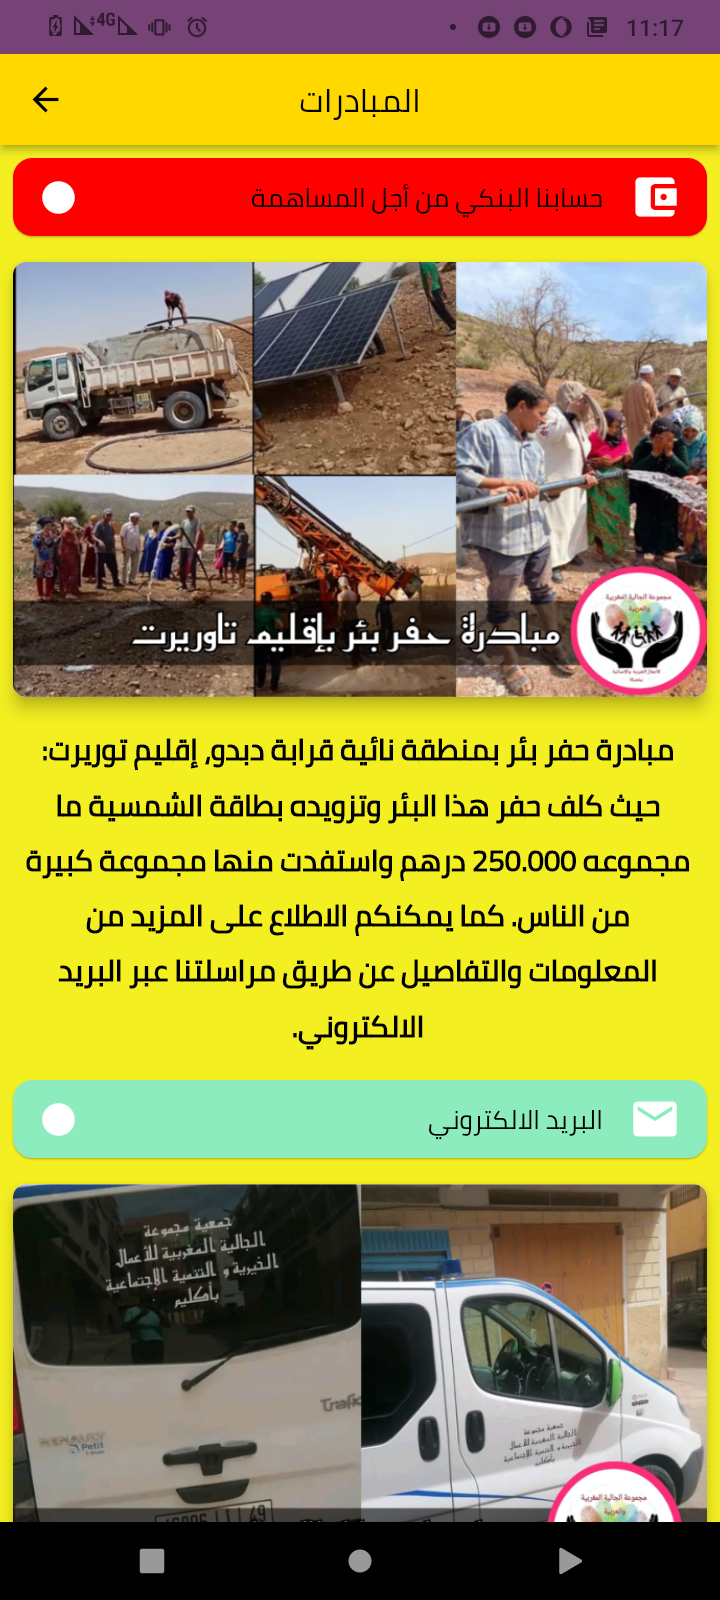 4G
11:17
المبادرات
حسابنا البنكي من أجل المساهمة
مجموعة الجالية المغربية
والعربية
للأعمال الخيرية والإنسانية
مبادرة حفر بئر بإقليم تاوريرت
مبادرة حفر بئر بمنطقة نائية قرابة دبدو، إقليم توريرت:
حيث كلف حفر هذا البئر وتزويده بطاقة الشمسية ما
مجموعه 250.000 درهم واستفدت منها مجموعة كبيرة
من الناس. كما يمكنكم الاطلاع على المزيد من
المعلومات والتفاصيل عن طريق مراسلتنا عبر البريد
الالكتروني.
البريد الالكتروني
جمعية مجموعة
الجالية المغربية للأعمال
الخيرية و التنمية الإجتماعية
بأكليم
Trafic
RENAULT
Petit
جمعية مجموعة
الجالية المغربية للأعمال
الخيرية و التنمية الإجتماعية
بأكليم
مجموعة الجالية المغربية
والعربية